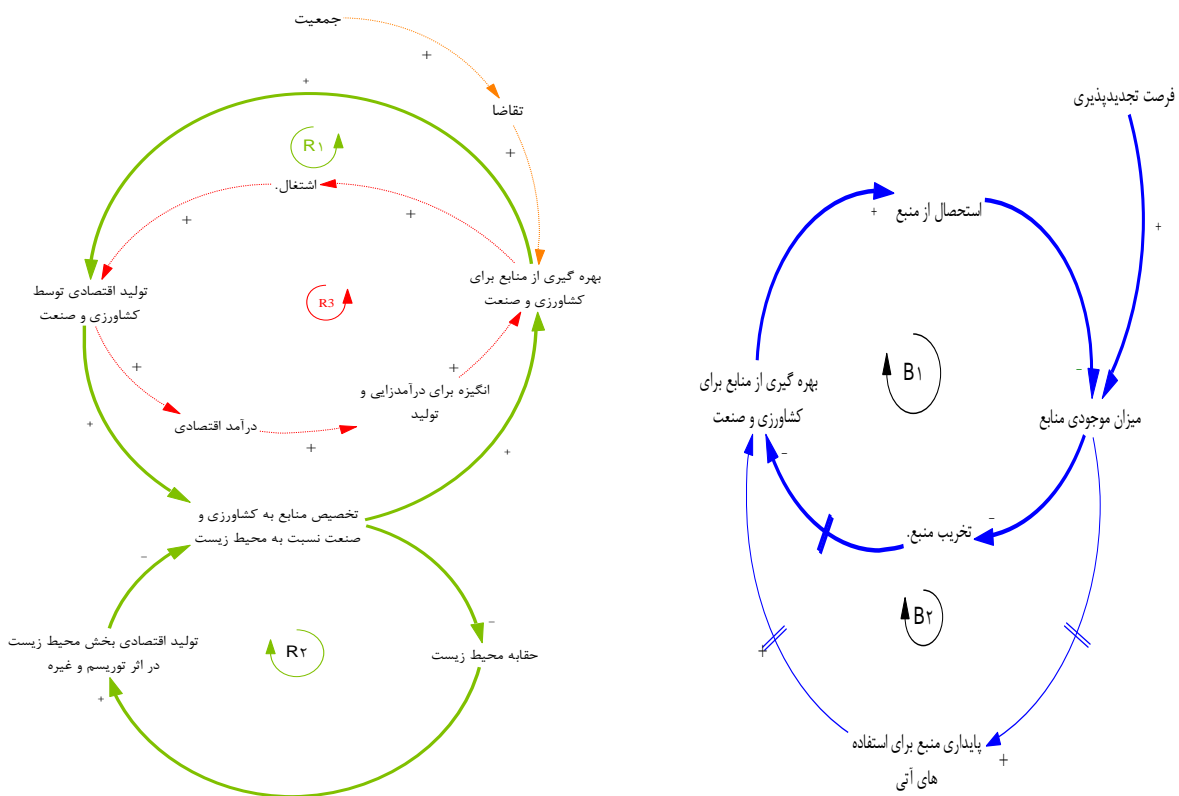 جمعیت
+
تقاضا
+
+
R۱
اشتغال.
+
+
بهره گیری از منابع برای
کشاورزی و صنعت
تولید اقتصادی توسط
کشاورزی و صنعت
R3
+
+
انگیزه برای درآمدزایی و
تولید
درآمد اقتصادی
+
+
+
تخصیص منابع به کشاورزی و
صنعت نسبت به محیط زیست
-
-
تولید اقتصادی بخش محیط زیست
در اثر توریسم و غیره
R۲
حقابه محیط زیست
+
فرصت تجدیدپذیری
+
استحصال از منبع
+
B۱
-
بهره گیری از منابع برای
کشاورزی و صنعت
میزان موجودی منابع
-
-
تخریب منبع.
B۲
+
پایداری منبع برای استفاده
های آتی
+